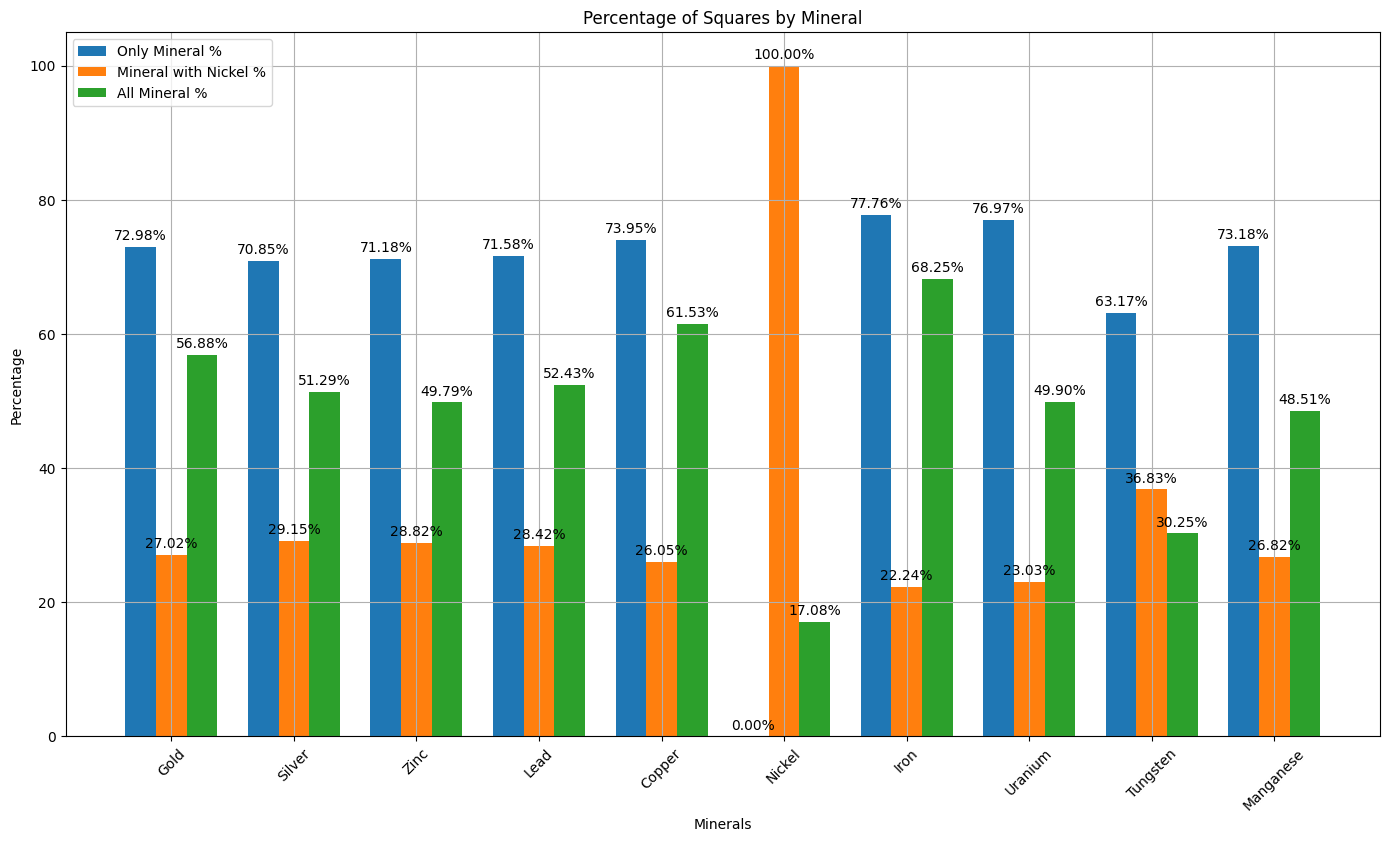 Percentage of Squares by Mineral
Only Mineral %
Mineral with Nickel %
All Mineral %
Percentage
100
80
60
40
20
0
72.98%
27.02%
56.88%
70.85%
29.15%
51.29%
71.18%
28.82%
49.79%
71.58%
28.42%
52.43%
73.95%
26.05%
61.53%
0.00%
100.00%
17.08%
77.76%
22.24%
68.25%
76.97%
23.03%
49.90%
63.17%
36.83%
30.25%
73.18%
26.82%
48.51%
Gold
Silver
Zinc
Lead
Copper
Nickel
Iron
Uranium
Tungsten
Manganese
Minerals